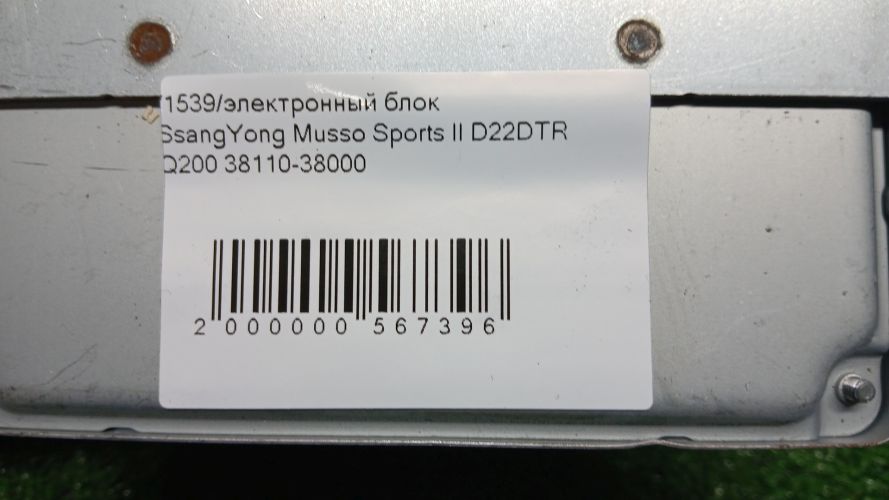 1539/электронный блок
SsangYong Musso Sports II D22DTR
Q200 38110-38000
2 000000 567396